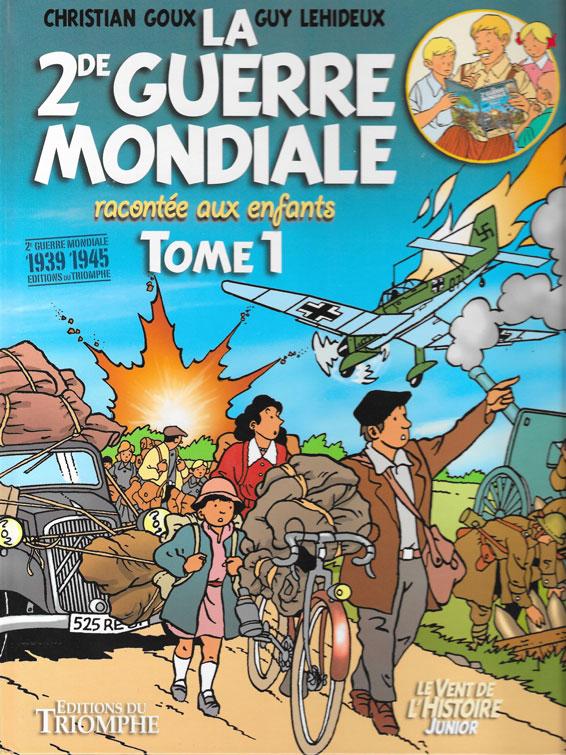 CHRISTIAN GOUX GUY LEHIDEUX
LA
2DE GUERRE
MONDIALE
racontée aux enfants
TOME 1
2E GUERRE MONDIALE
1939 1945
EDITIONS DU TRIOMPHE
525 RE
EDITIONS DU
TRIOMPHE
LE VENT DE
L'HISTOIRE
JUNIOR